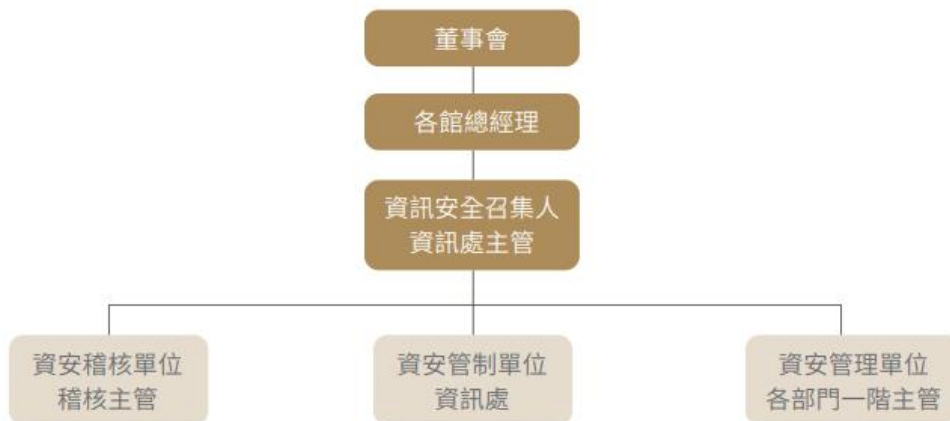 董事會
各館總經理
資訊安全召集人
資訊處主管
資安稽核單位
稽核主管
資安管制單位
資訊處
資安管理單位
各部門一階主管